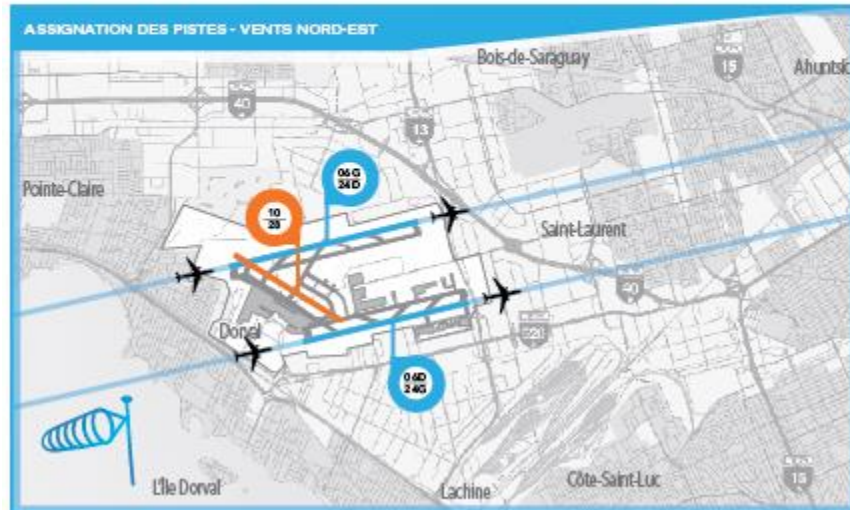 ASSIGNATION DES PISTES - VENTS NORD-EST
Bois-de-Saraguay
15
Ahuntsic
40
13
Pointe-Claire
06G
24D
10
28
Saint-Laurent
40
Dorval
520
06D
24G
L'Île Dorval
Lachine
Côte-Saint-Luc
15